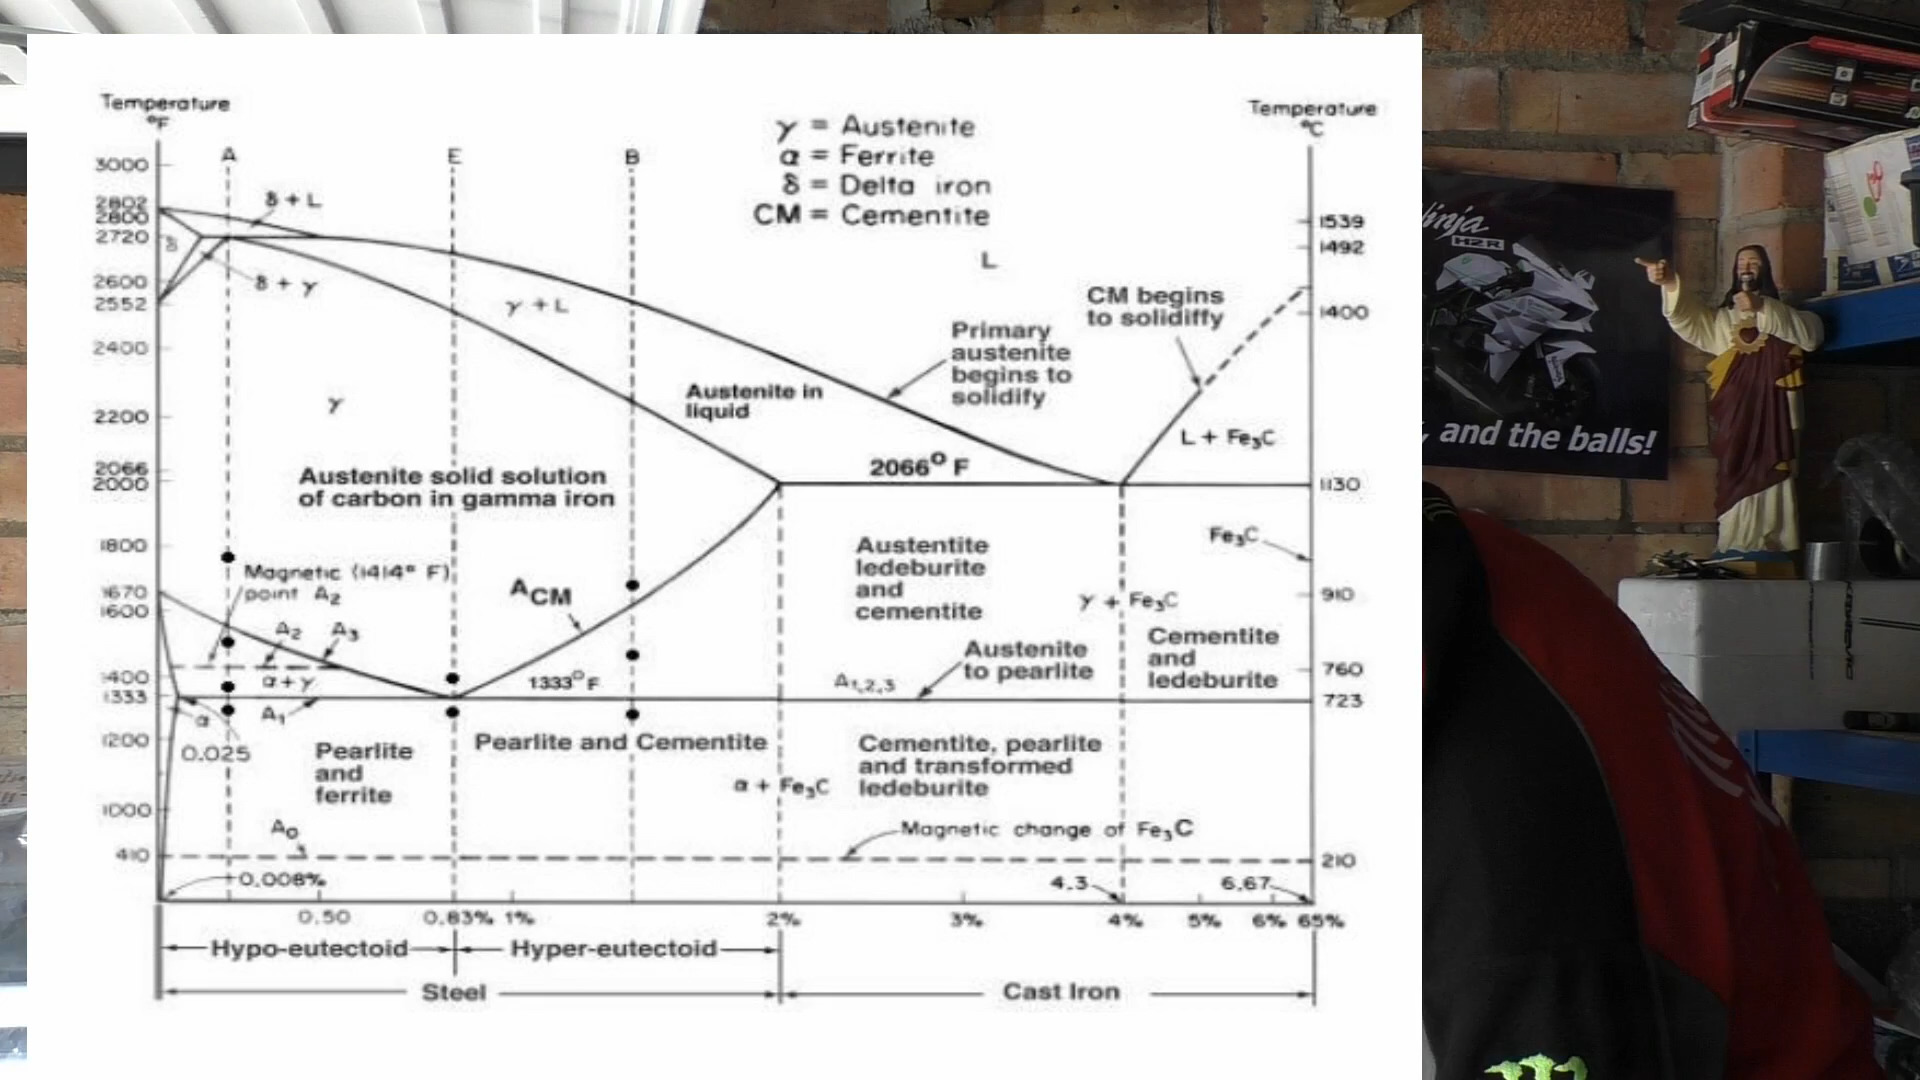 Temperature
°F
Temperature
°C
γ = Austenite
α = Ferrite
δ = Delta iron
CM = Cementite
A
E
B
3000
2802
2800
2720
2600
2552
2400
2200
2066
2000
1800
1670
1600
1400
1333
1200
1000
410
1539
1492
1400
1130
910
760
723
210
δ + L
δ
δ + γ
γ + L
L
CM begins
to solidiffy
Primary
austenite
begins to
solidify
Austenite in
liquid
γ
L + Fe₃C
2066° F
Austenite solid solution
of carbon in gamma iron
Fe₃C
Austentite
ledeburite
and
cementite
Magnetic (1414° F)
point A₂
ACM
γ + Fe₃C
A₂
A₃
Austenite
to pearlite
Cementite
and
ledeburite
α+γ
1333°F
A₁,₂,₃
α
A₁
0.025
Pearlite
and
ferrite
Pearlite and Cementite
Cementite, pearlite
and transformed
ledeburite
α + Fe₃C
A₀
Magnetic change of Fe₃C
0.008%
4.3
6.67
0.50
0.83%
1%
2%
3%
4%
5%
6%
65%
Hypo-eutectoid
Hyper-eutectoid
Steel
Cast Iron
Ninja
H2R
, and the balls!